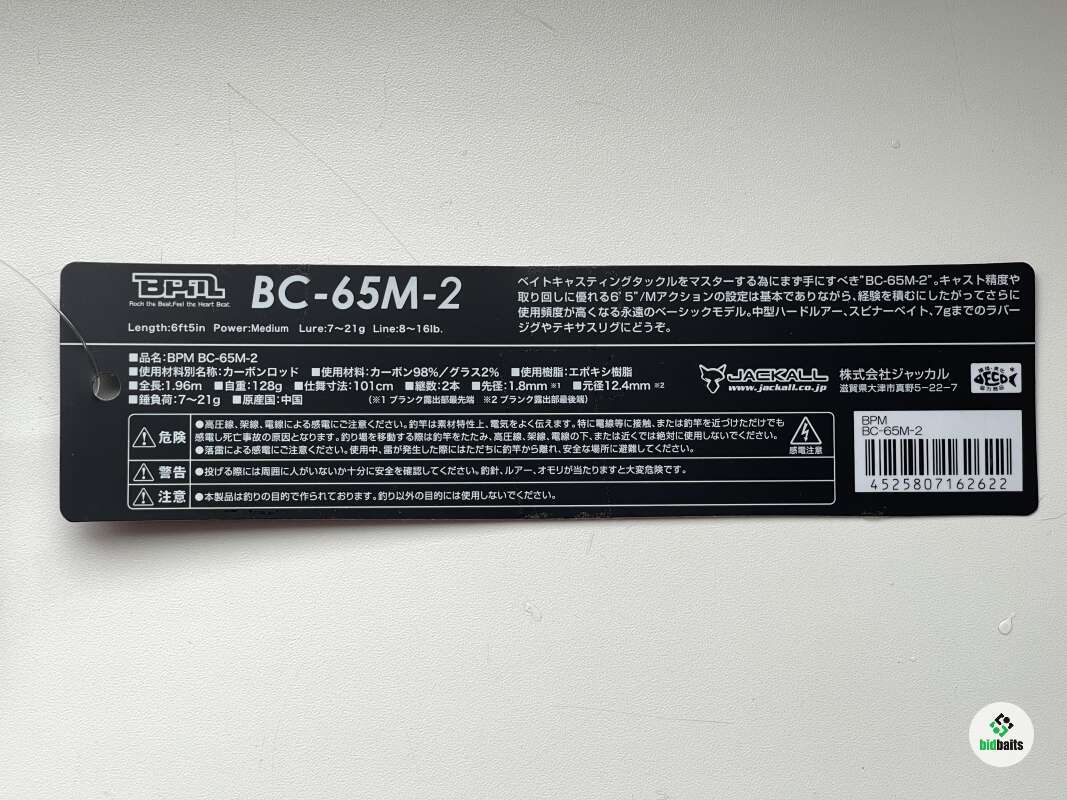 BPM
Rock the Beat,Feel the Heart Beat.
BC-65M-2
Length:6ft5in Power:Medium Lure:7~21g Line:8~16lb.
ベイトキャスティングタックルをマスターする為にまず手にすべき"BC-65M-2"。キャスト精度や
取り回しに優れる6'5"/Mアクションの設定は基本でありながら、経験を積むにしたがってさらに
使用頻度が高くなる永遠のベーシックモデル。中型ハードルアー、スピナーベイト、7gまでのラバー
ジグやテキサスリグにどうぞ。
■品名:BPM BC-65M-2
■使用材料別名称:カーボンロッド ■使用材料:カーボン98%/グラス2% ■使用樹脂:エポキシ樹脂
■全長:1.96m ■自重:128g ■仕舞寸法:101cm ■継数:2本 ■先径:1.8mm ※1 ■元径12.4mm ※2
■錘負荷:7~21g ■原産国:中国 (※1 ブランク露出部最先端 ※2 ブランク露出部最後端)
JACKALL
www.jackall.co.jp
株式会社ジャッカル
滋賀県大津市真野5-22-7
危険
●高圧線、架線、電線による感電にご注意ください。釣竿は素材特性上、電気をよく伝えます。特に電線等に接触、または釣竿を近づけただけでも
感電し死亡事故の原因となります。釣り場を移動する際は釣竿をたたみ、高圧線、架線、電線の下、または近くでは絶対に使用しないでください。
●落雷による感電にご注意ください。使用中、雷が発生した際にはただちに釣竿から離れ、安全な場所に避難してください。
感電注意
警告
●投げる際には周囲に人がいないか十分に安全を確認してください。釣針、ルアー、オモリが当たりますと大変危険です。
注意
●本製品は釣りの目的で作られております。釣り以外の目的には使用しないでください。
BPM
BC-65M-2
4525807162622
bidbaits